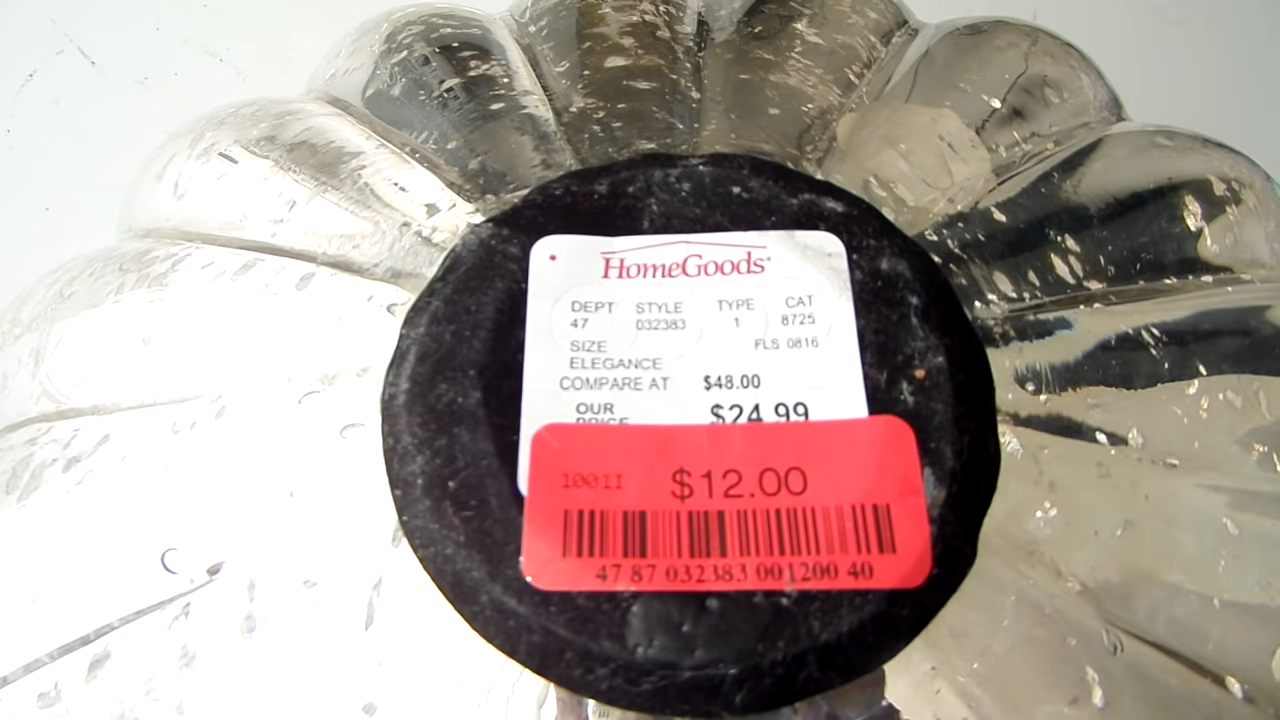 HomeGoods
DEPT STYLE TYPE CAT
47 032383 1 8725
SIZE FLS 0816
ELEGANCE
COMPARE AT $48.00
OUR
PRICE $24.99
1001I $12.00
47 87 032383 001200 40